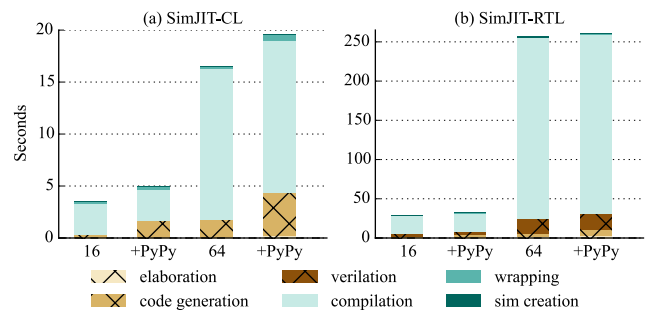 (a) SimJIT-CL
(b) SimJIT-RTL
Seconds
20
15
10
5
0
16
+PyPy
64
+PyPy
250
200
150
100
50
0
16
+PyPy
64
+PyPy
elaboration
verilation
wrapping
code generation
compilation
sim creation